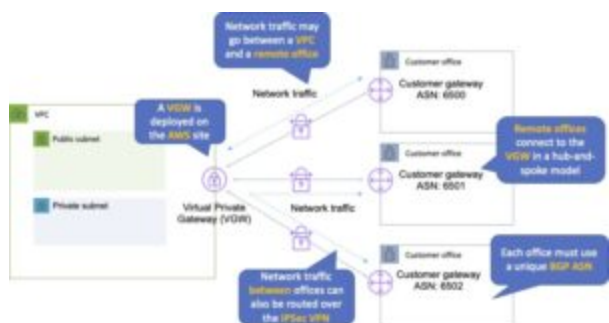 Network traffic may
go between a VPC
and a remote office
Customer office
Customer gateway
ASN: 6500
Network traffic
VPC
A VGW is
deployed on
the AWS site
Public subnet
Private subnet
Virtual Private
Gateway (VGW)
Network traffic
Customer office
Customer gateway
ASN: 6501
Remote offices
connect to the
VGW in a hub-and-
spoke model
Customer office
Customer gateway
ASN: 6502
Each office must use
a unique BGP ASN
Network traffic
between offices can
also be routed over
the IPSec VPN